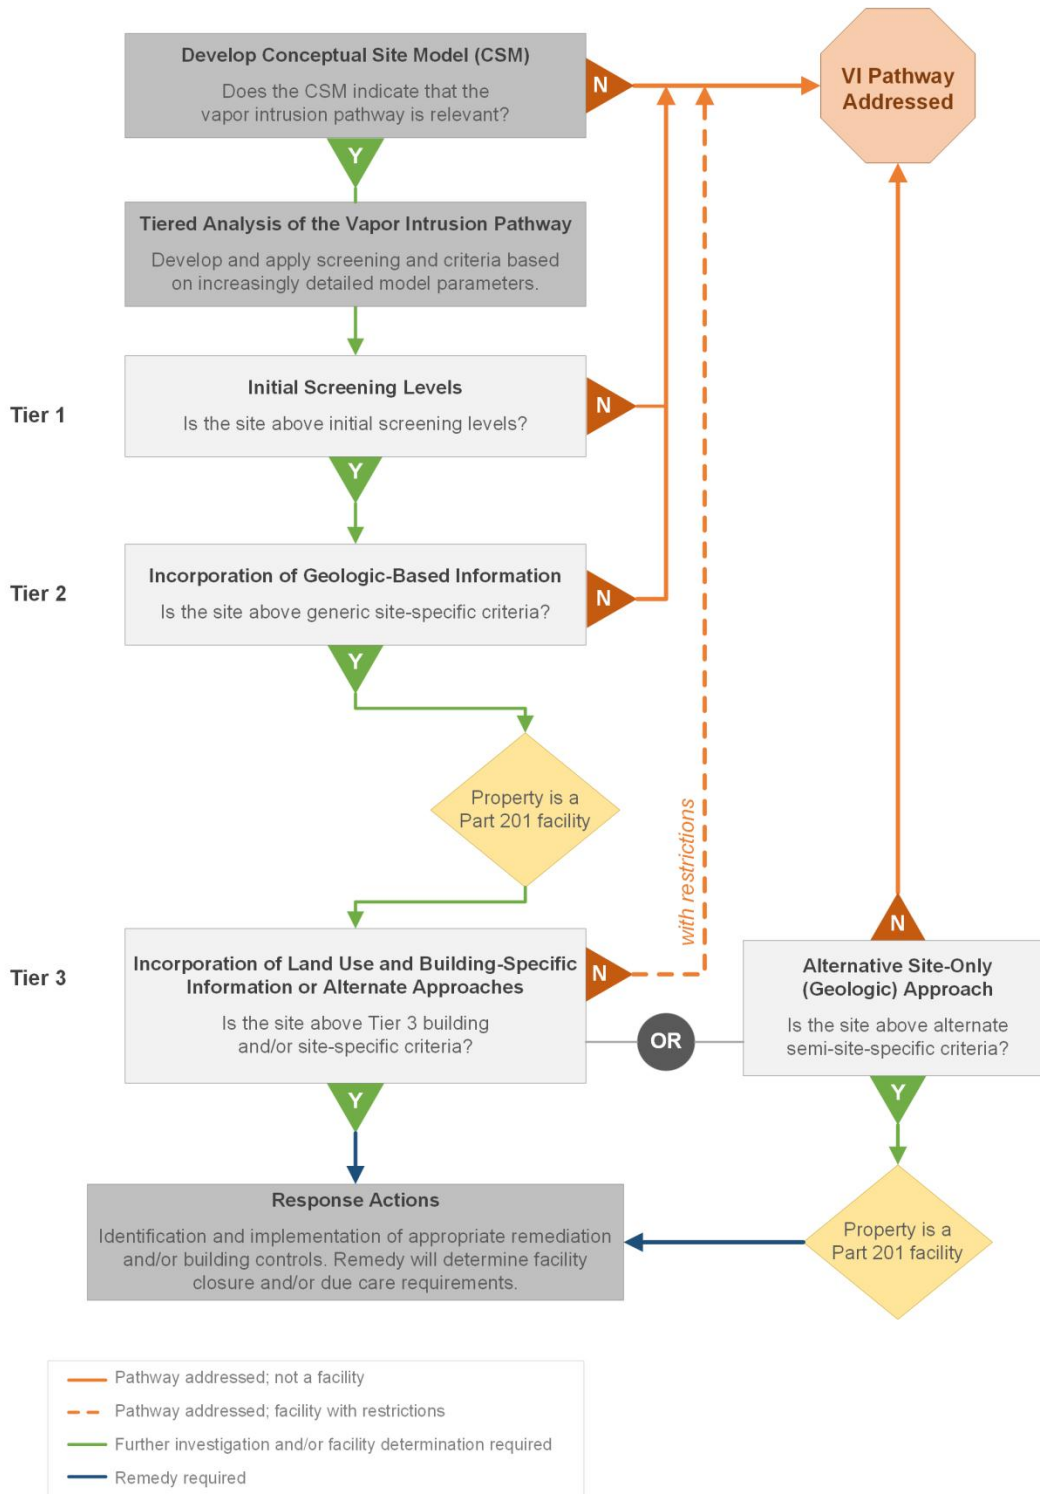 Develop Conceptual Site Model (CSM)
Does the CSM indicate that the
vapor intrusion pathway is relevant?
N
VI Pathway
Addressed
Y
Tiered Analysis of the Vapor Intrusion Pathway
Develop and apply screening and criteria based
on increasingly detailed model parameters.
Tier 1
Initial Screening Levels
Is the site above initial screening levels?
N
Y
Tier 2
Incorporation of Geologic-Based Information
Is the site above generic site-specific criteria?
N
Y
Property is a
Part 201 facility
with restrictions
Tier 3
Incorporation of Land Use and Building-Specific
Information or Alternate Approaches
Is the site above Tier 3 building
and/or site-specific criteria?
N
Y
OR
N
Alternative Site-Only
(Geologic) Approach
Is the site above alternate
semi-site-specific criteria?
Y
Property is a
Part 201 facility
Response Actions
Identification and implementation of appropriate remediation
and/or building controls. Remedy will determine facility
closure and/or due care requirements.
Pathway addressed; not a facility
Pathway addressed; facility with restrictions
Further investigation and/or facility determination required
Remedy required